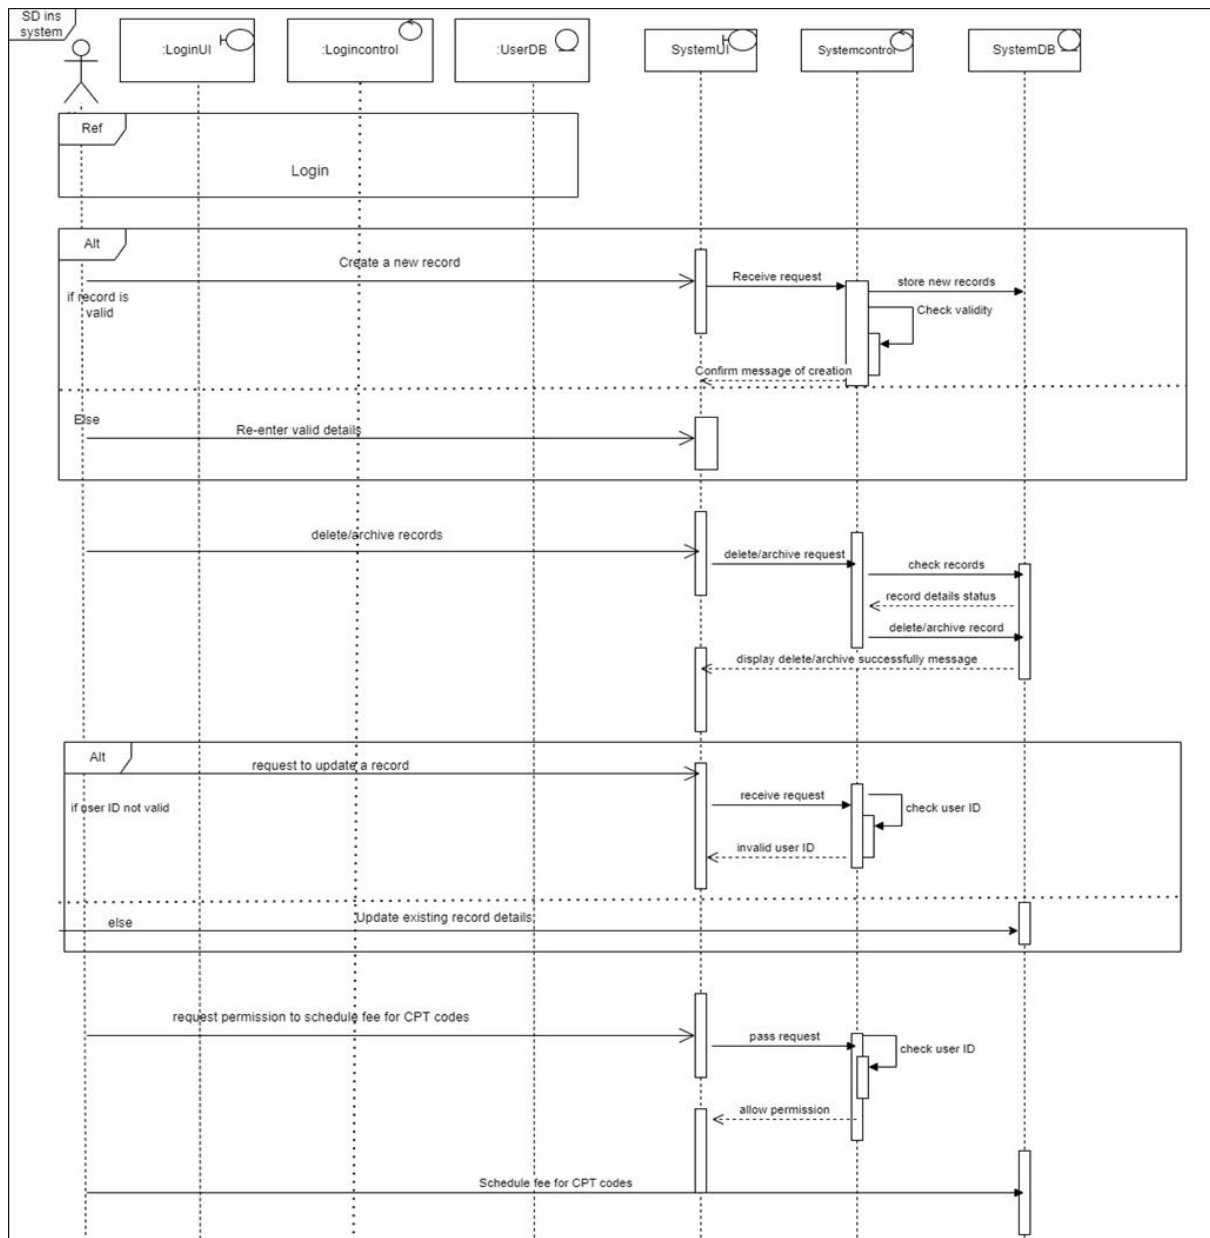 SD ins
system
:LoginUI
:Logincontrol
:UserDB
SystemUI
Systemcontrol
SystemDB
Ref
Login
Alt
Create a new record
Receive request
store new records
if record is
valid
Check validity
Confirm message of creation
Else
Re-enter valid details
delete/archive records
delete/archive request
check records
record details status
delete/archive record
display delete/archive successfully message
Alt
request to update a record
receive request
if user ID not valid
check user ID
invalid user ID
Update existing record details
else
request permission to schedule fee for CPT codes
pass request
check user ID
allow permission
Schedule fee for CPT codes